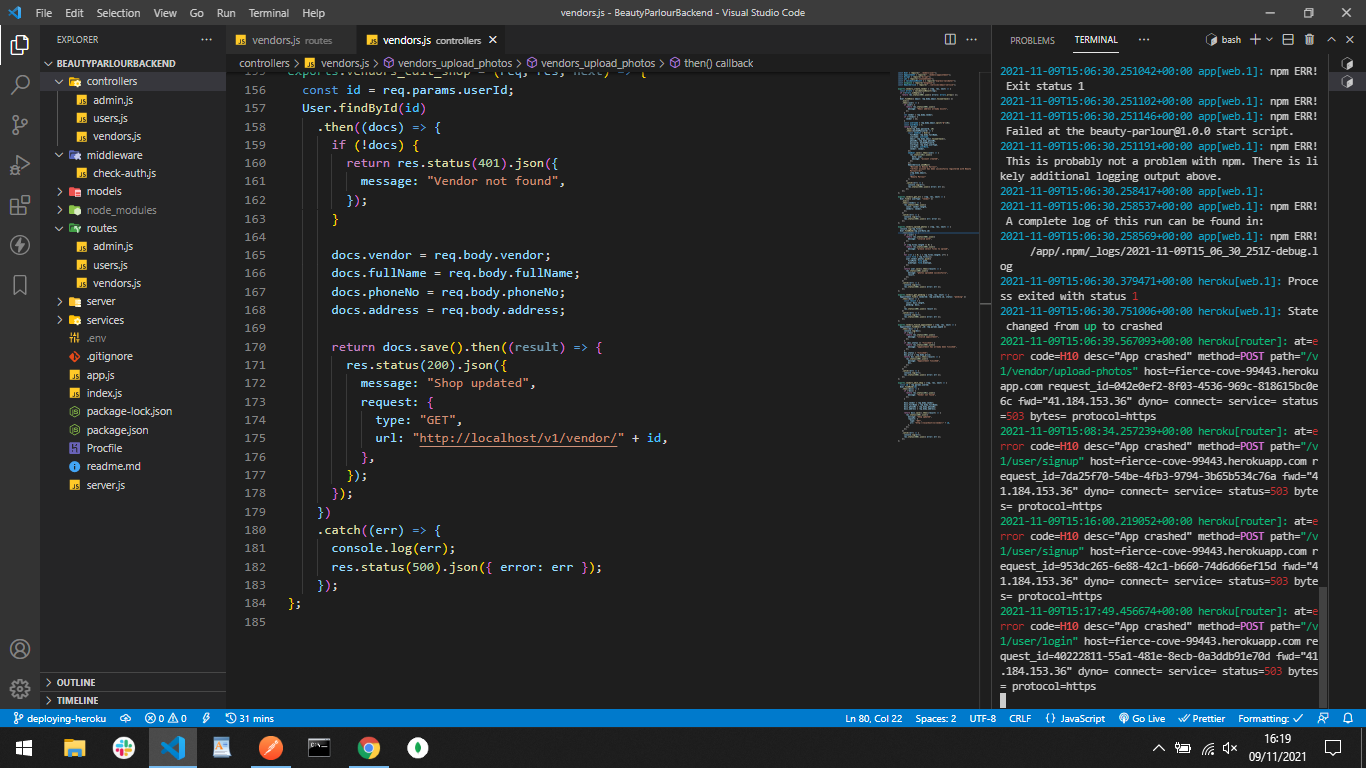 File Edit Selection View Go Run Terminal Help
vendors.js - BeautyParlourBackend - Visual Studio Code
EXPLORER
BEAUTYPARLOURBACKEND
controllers
admin.js
users.js
vendors.js
middleware
check-auth.js
models
node_modules
routes
admin.js
users.js
vendors.js
server
services
.env
.gitignore
app.js
index.js
package-lock.json
package.json
Procfile
readme.md
server.js
OUTLINE
TIMELINE
vendors.js routes
vendors.js controllers
controllers > vendors.js > vendors_upload_photos > vendors_upload_photos > then() callback
155 exports.vendors_edit_shop = (req, res, next) => {
156 const id = req.params.userId;
157 User.findById(id)
158 .then((docs) => {
159 if (!docs) {
160 return res.status(401).json({
161 message: "Vendor not found",
162 });
163 }
164
165 docs.vendor = req.body.vendor;
166 docs.fullName = req.body.fullName;
167 docs.phoneNo = req.body.phoneNo;
168 docs.address = req.body.address;
169
170 return docs.save().then((result) => {
171 res.status(200).json({
172 message: "Shop updated",
173 request: {
174 type: "GET",
175 url: "http://localhost/v1/vendor/" + id,
176 },
177 });
178 });
179 })
180 .catch((err) => {
181 console.log(err);
182 res.status(500).json({ error: err });
183 });
184 };
185
PROBLEMS TERMINAL
bash
2021-11-09T15:06:30.251042+00:00 app[web.1]: npm ERR!
Exit status 1
2021-11-09T15:06:30.251102+00:00 app[web.1]: npm ERR!
2021-11-09T15:06:30.251146+00:00 app[web.1]: npm ERR!
Failed at the beauty-parlour@1.0.0 start script.
2021-11-09T15:06:30.251191+00:00 app[web.1]: npm ERR!
This is probably not a problem with npm. There is li
kely additional logging output above.
2021-11-09T15:06:30.258417+00:00 app[web.1]:
2021-11-09T15:06:30.258537+00:00 app[web.1]: npm ERR!
A complete log of this run can be found in:
2021-11-09T15:06:30.258569+00:00 app[web.1]: npm ERR!
/app/.npm/_logs/2021-11-09T15_06_30_251Z-debug.l
og
2021-11-09T15:06:30.379471+00:00 heroku[web.1]: Proce
ss exited with status 1
2021-11-09T15:06:30.751006+00:00 heroku[web.1]: State
changed from up to crashed
2021-11-09T15:06:39.567093+00:00 heroku[router]: at=e
rror code=H10 desc="App crashed" method=POST path="/v
1/vendor/upload-photos" host=fierce-cove-99443.heroku
app.com request_id=042e0ef2-8f03-4536-969c-818615bc0e
6c fwd="41.184.153.36" dyno= connect= service= status
=503 bytes= protocol=https
2021-11-09T15:08:34.257239+00:00 heroku[router]: at=e
rror code=H10 desc="App crashed" method=POST path="/v
1/user/signup" host=fierce-cove-99443.herokuapp.com r
equest_id=7da25f70-54be-4fb3-9794-3b65b534c76a fwd="4
1.184.153.36" dyno= connect= service= status=503 byte
s= protocol=https
2021-11-09T15:16:00.219052+00:00 heroku[router]: at=e
rror code=H10 desc="App crashed" method=POST path="/v
1/user/signup" host=fierce-cove-99443.herokuapp.com r
equest_id=953dc265-6e88-42c1-b660-74d6d66ef15d fwd="4
1.184.153.36" dyno= connect= service= status=503 byte
s= protocol=https
2021-11-09T15:17:49.456674+00:00 heroku[router]: at=e
rror code=H10 desc="App crashed" method=POST path="/v
1/user/login" host=fierce-cove-99443.herokuapp.com re
quest_id=40222811-55a1-481e-8ecb-0a3ddb91e70d fwd="41
.184.153.36" dyno= connect= service= status=503 bytes
= protocol=https
deploying-heroku 0 0 31 mins
Ln 80, Col 22 Spaces: 2 UTF-8 CRLF {} JavaScript Go Live Prettier Formatting: ✓
16:19
09/11/2021